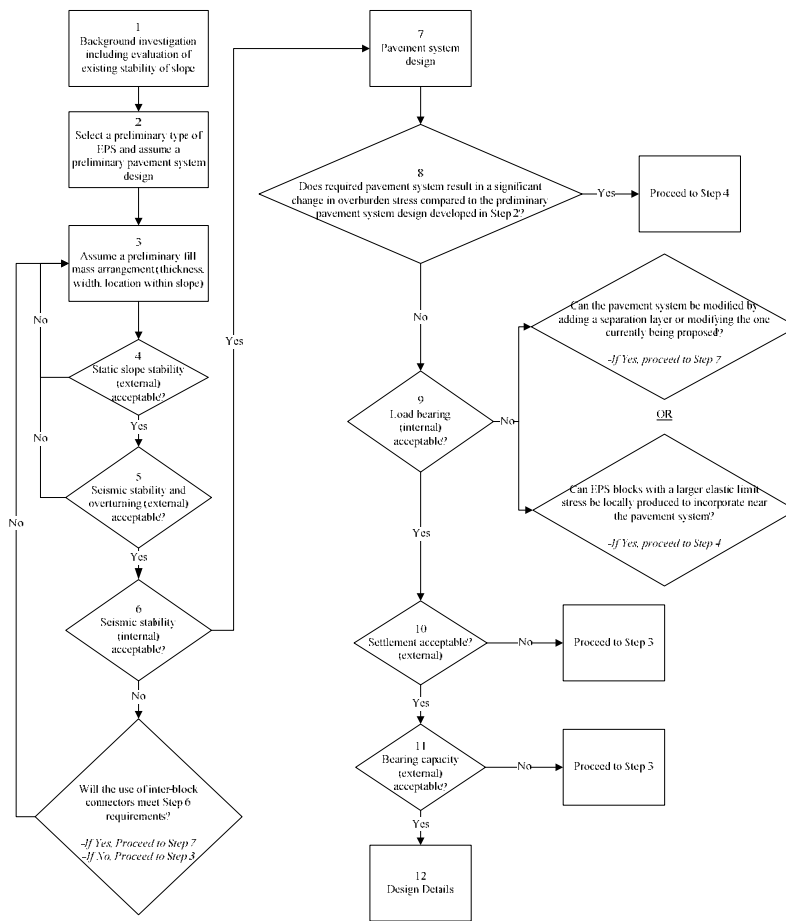 1
Background investigation
including evaluation of
existing stability of slope
2
Select a preliminary type of
EPS and assume a
preliminary pavement system
design
3
Assume a preliminary fill
mass arrangement (thickness,
width, location within slope)
No
4
Static slope stability
(external)
acceptable?
Yes
No
5
Seismic stability and
overturning (external)
acceptable?
Yes
No
6
Seismic stability
(internal)
acceptable?
Yes
No
Will the use of inter-block
connectors meet Step 6
requirements?
-If Yes, Proceed to Step 7
-If No, Proceed to Step 3
7
Pavement system
design
8
Does required pavement system result in a significant
change in overburden stress compared to the preliminary
pavement system design developed in Step 2?
Yes
Proceed to Step 4
No
9
Load bearing
(internal)
acceptable?
No
Can the pavement system be modified by
adding a separation layer or modifying the one
currently being proposed?
-If Yes, proceed to Step 7
OR
Can EPS blocks with a larger elastic limit
stress be locally produced to incorporate near
the pavement system?
-If Yes, proceed to Step 4
Yes
10
Settlement acceptable?
(external)
No
Proceed to Step 3
Yes
11
Bearing capacity
(external)
acceptable?
No
Proceed to Step 3
Yes
12
Design Details